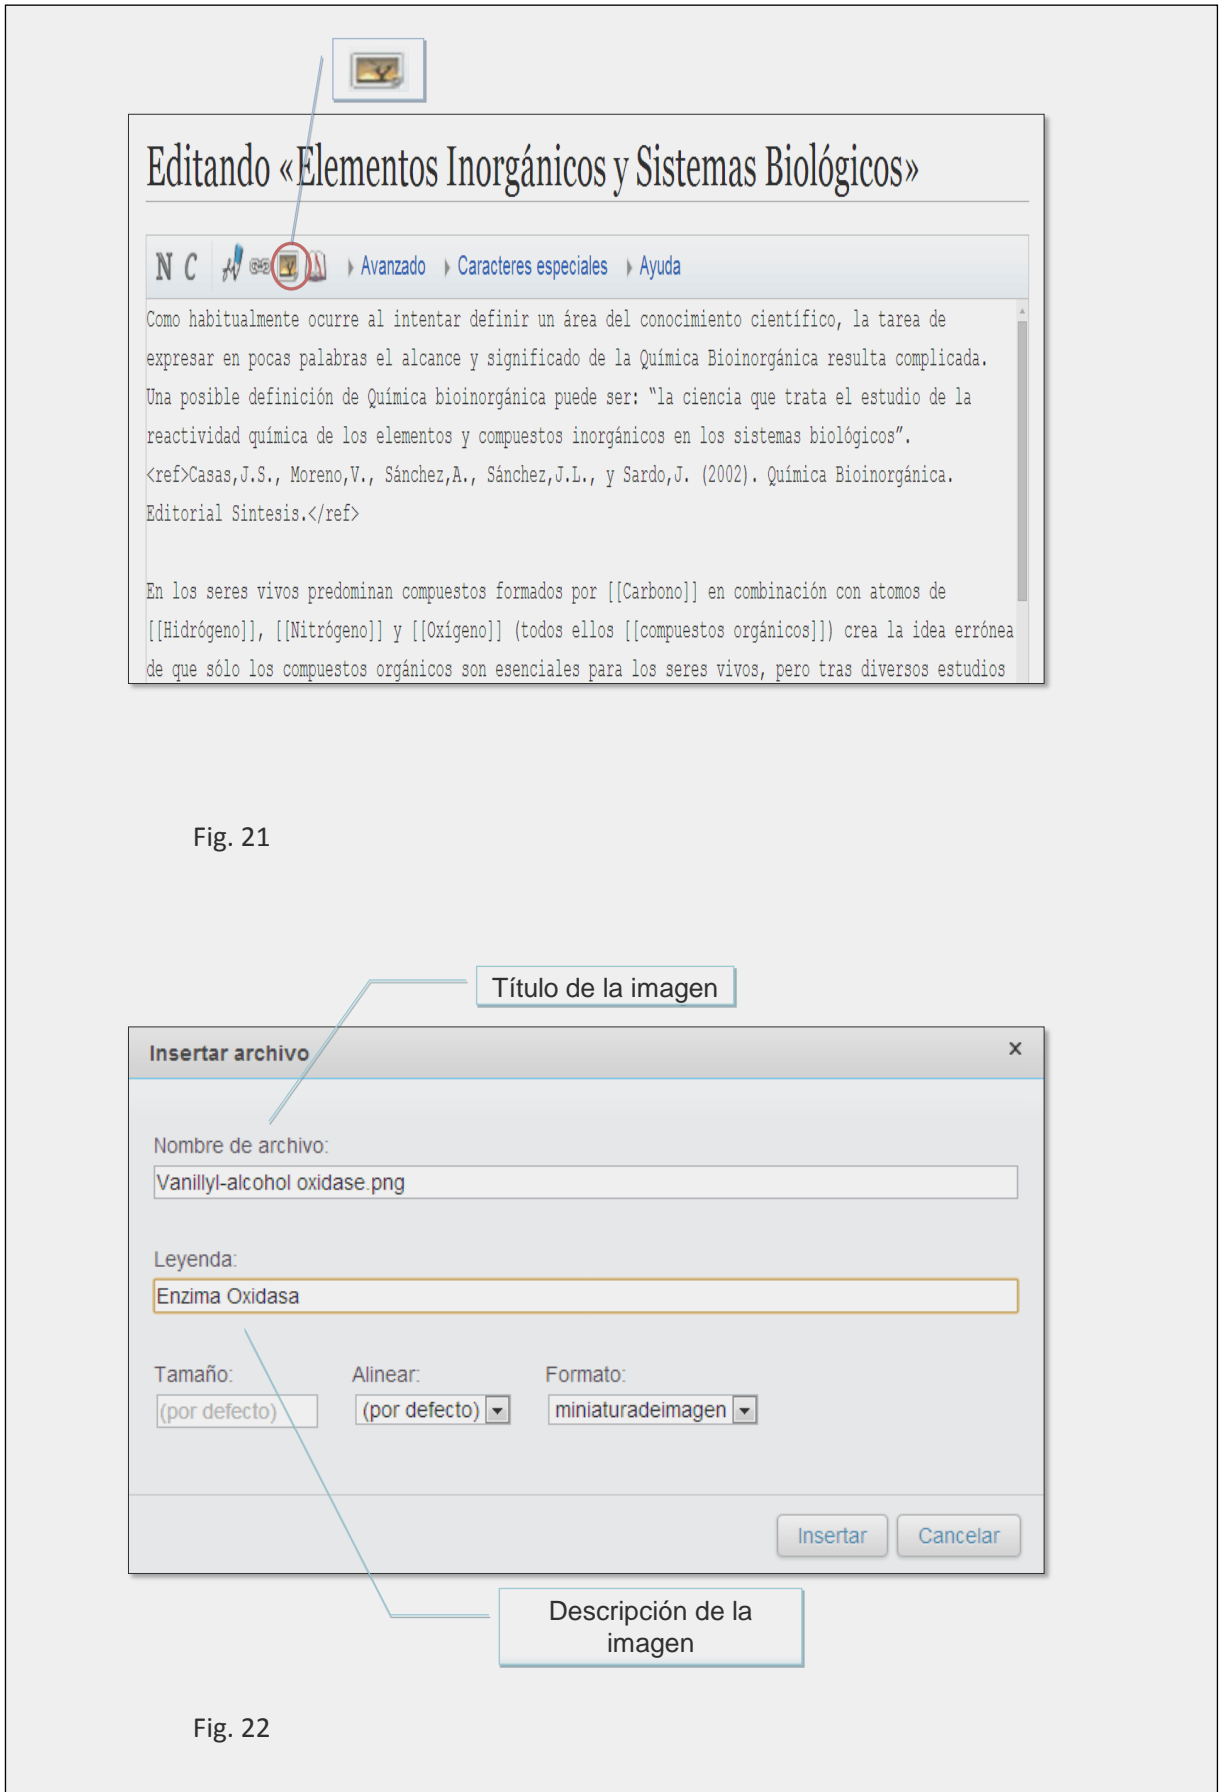 Editando «Elementos Inorgánicos y Sistemas Biológicos»
N C Avanzado Caracteres especiales Ayuda
Como habitualmente ocurre al intentar definir un área del conocimiento científico, la tarea de
expresar en pocas palabras el alcance y significado de la Química Bioinorgánica resulta complicada.
Una posible definición de Química bioinorgánica puede ser: “la ciencia que trata el estudio de la
reactividad química de los elementos y compuestos inorgánicos en los sistemas biológicos”.
<ref>Casas,J.S., Moreno,V., Sánchez,A., Sánchez,J.L., y Sardo,J. (2002). Química Bioinorgánica.
Editorial Sintesis.</ref>
En los seres vivos predominan compuestos formados por [[Carbono]] en combinación con atomos de
[[Hidrógeno]], [[Nitrógeno]] y [[Oxígeno]] (todos ellos [[compuestos orgánicos]]) crea la idea errónea
de que sólo los compuestos orgánicos son esenciales para los seres vivos, pero tras diversos estudios
Fig. 21
Título de la imagen
Insertar archivo x
Nombre de archivo:
Vanillyl-alcohol oxidase.png
Leyenda:
Enzima Oxidasa
Tamaño: Alinear: Formato:
(por defecto) (por defecto) miniaturadeimagen
Insertar Cancelar
Descripción de la
imagen
Fig. 22